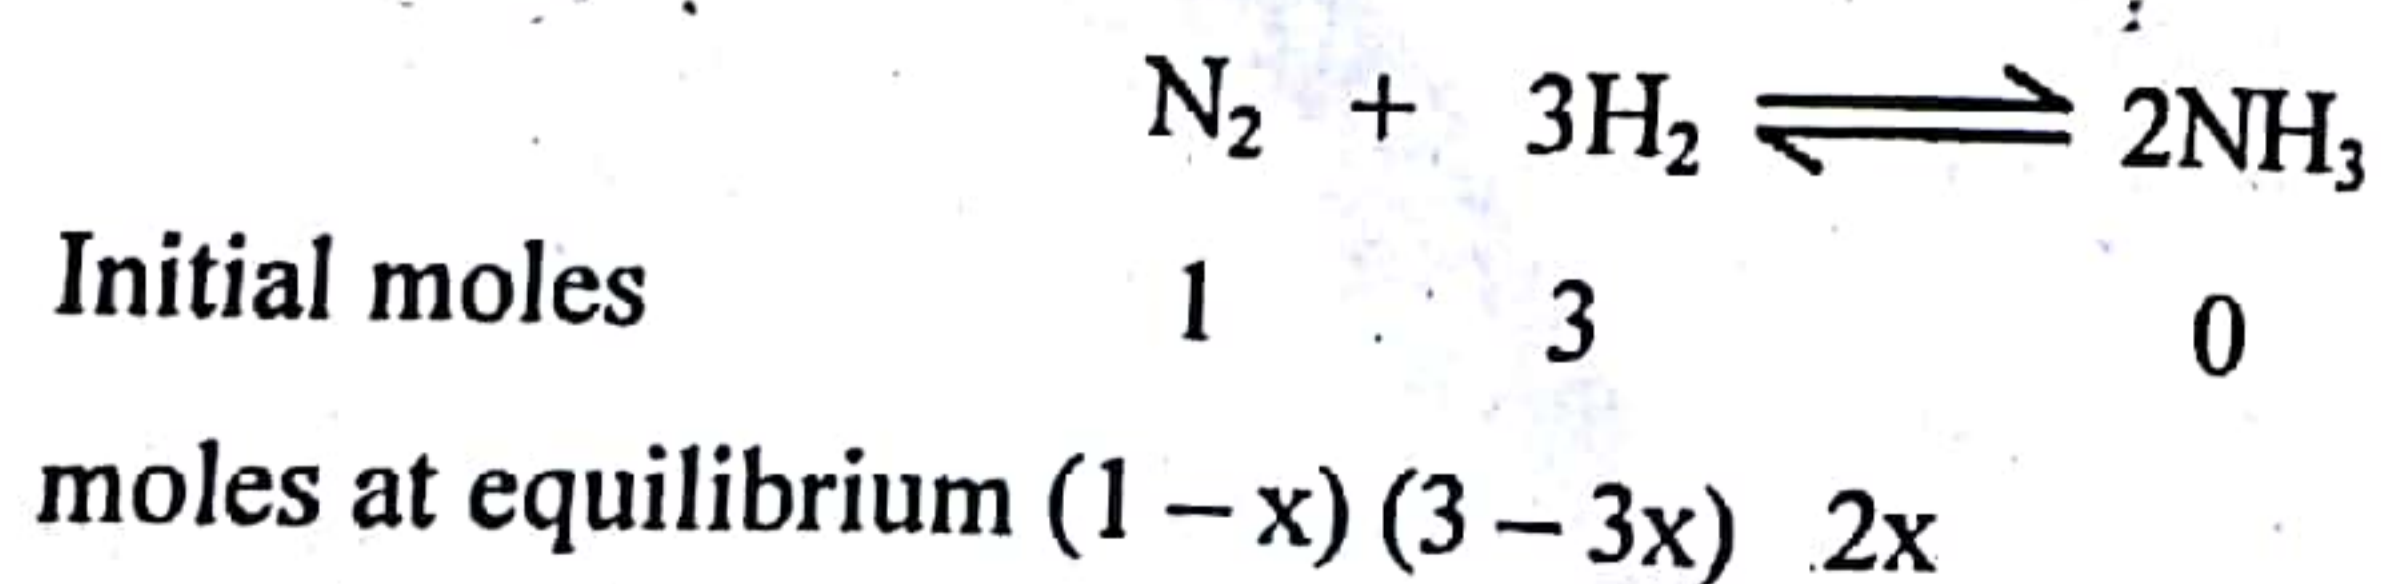 N₂ + 3H₂ ⇌ 2NH₃
Initial moles 1 3 0
moles at equilibrium (1 – x) (3 – 3x) 2x